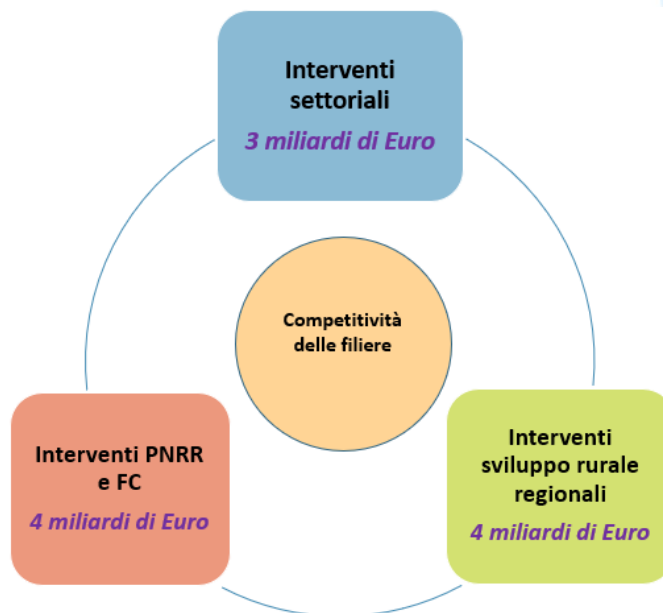 Interventi
settoriali
3 miliardi di Euro
Competitività
delle filiere
Interventi PNRR
e FC
4 miliardi di Euro
Interventi
sviluppo rurale
regionali
4 miliardi di Euro